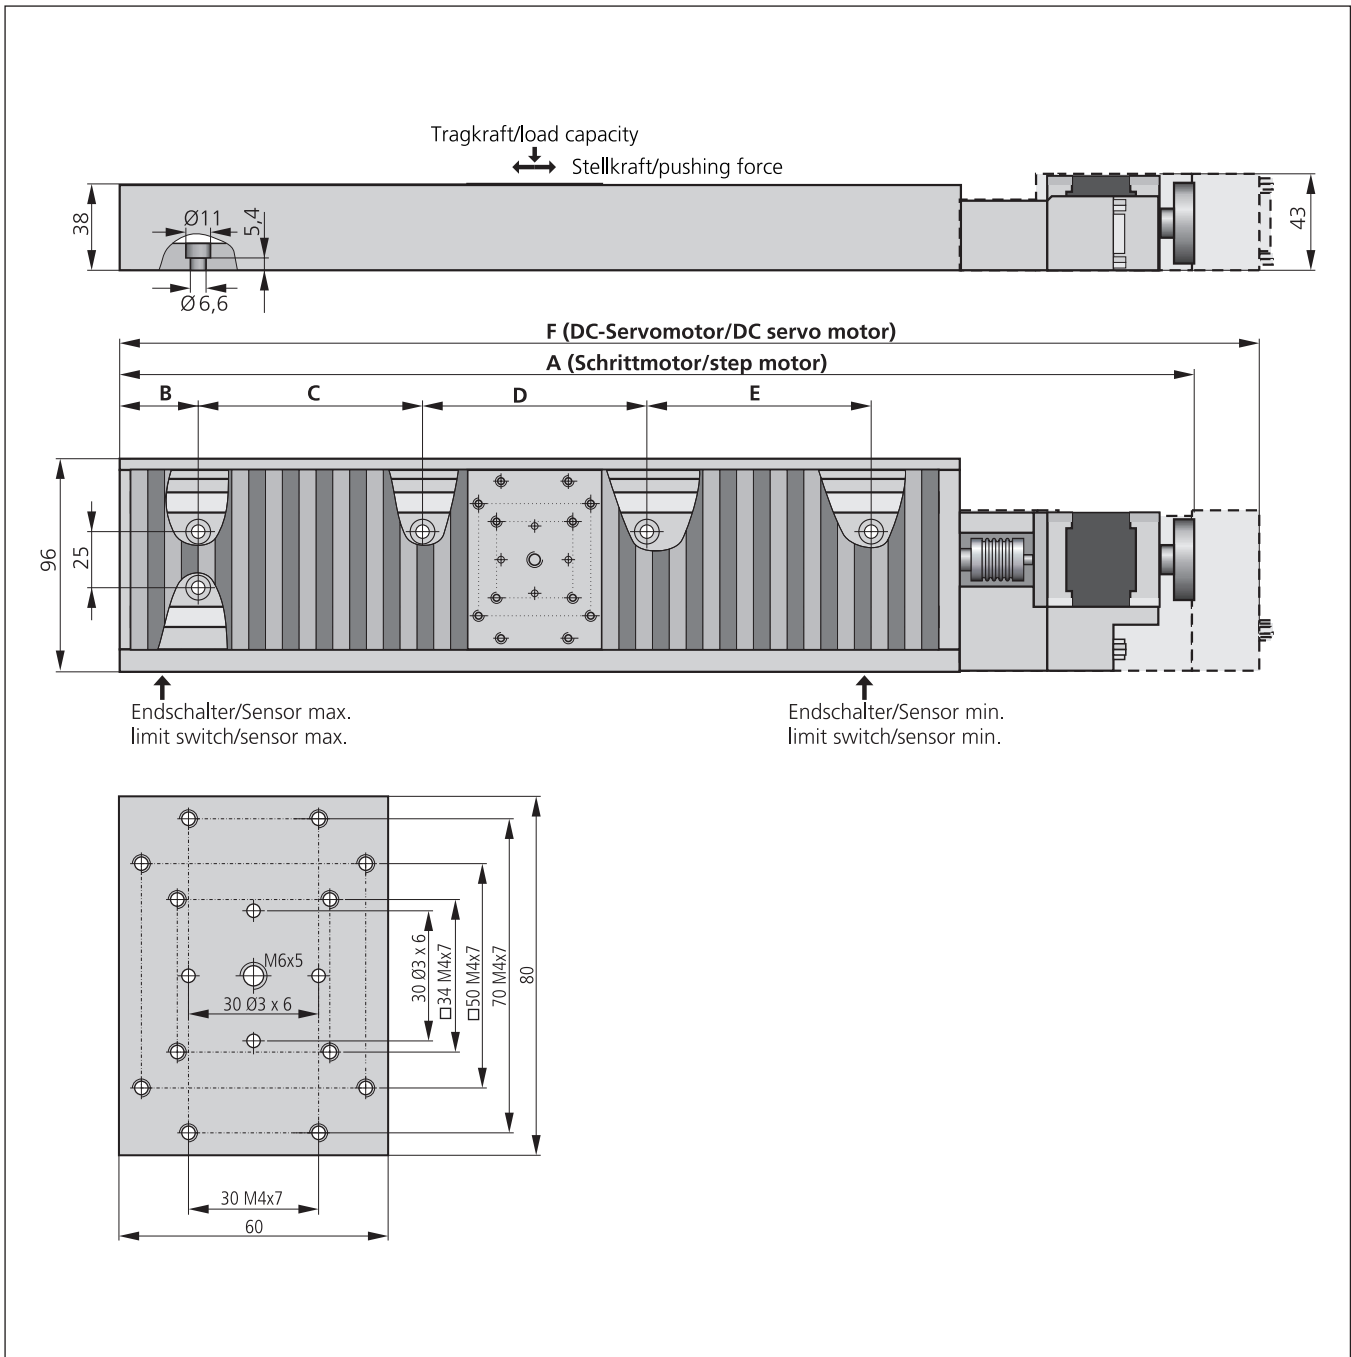 Tragkraft/load capacity
Stellkraft/pushing force
38
Ø11
5,4
Ø 6,6
43
F (DC-Servomotor/DC servo motor)
A (Schrittmotor/step motor)
B
C
D
E
96
25
Endschalter/Sensor max.
limit switch/sensor max.
Endschalter/Sensor min.
limit switch/sensor min.
M6x5
30 Ø3 x 6
30 Ø3 x 6
□34 M4x7
□50 M4x7
70 M4x7
80
30 M4x7
60